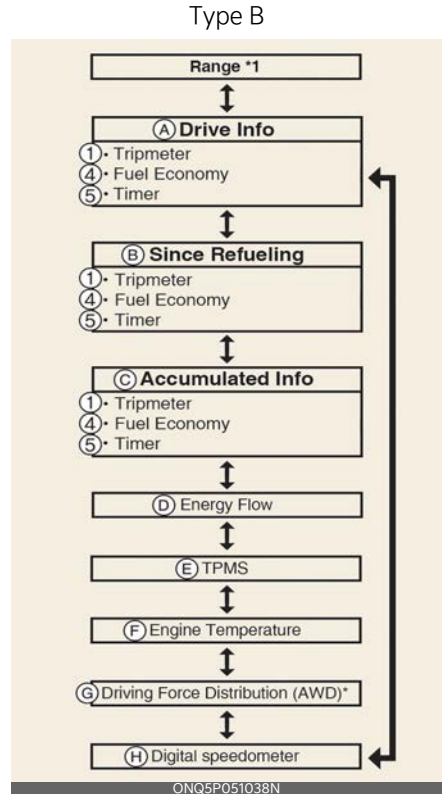 Type B
Range *1
Ⓐ Drive Info
①• Tripmeter
④• Fuel Economy
⑤• Timer
Ⓑ Since Refueling
①• Tripmeter
④• Fuel Economy
⑤• Timer
Ⓒ Accumulated Info
①• Tripmeter
④• Fuel Economy
⑤• Timer
Ⓓ Energy Flow
Ⓔ TPMS
Ⓕ Engine Temperature
Ⓖ Driving Force Distribution (AWD)*
Ⓗ Digital speedometer
ONQ5P051038N